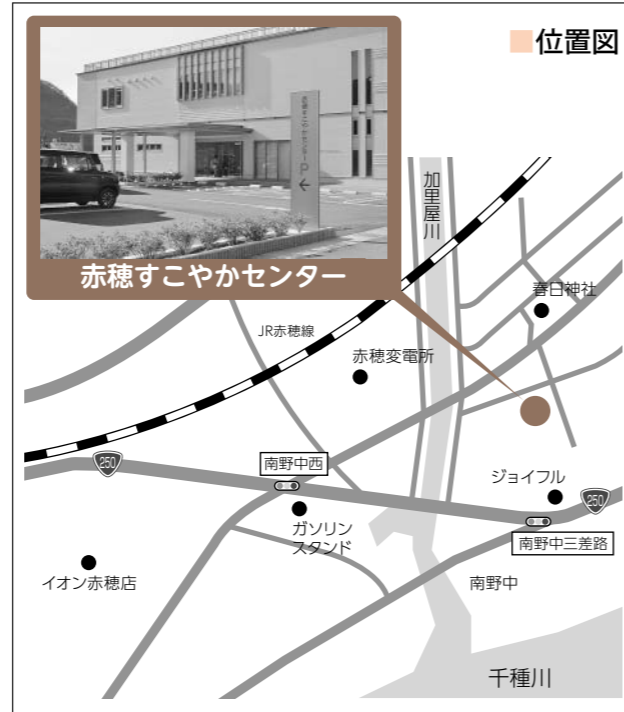 位置図
赤穂すこやかセンター
P
加里屋川
春日神社
JR赤穂線
赤穂変電所
250
南野中西
ジョイフル
250
ガソリン
スタンド
南野中三差路
イオン赤穂店
南野中
千種川